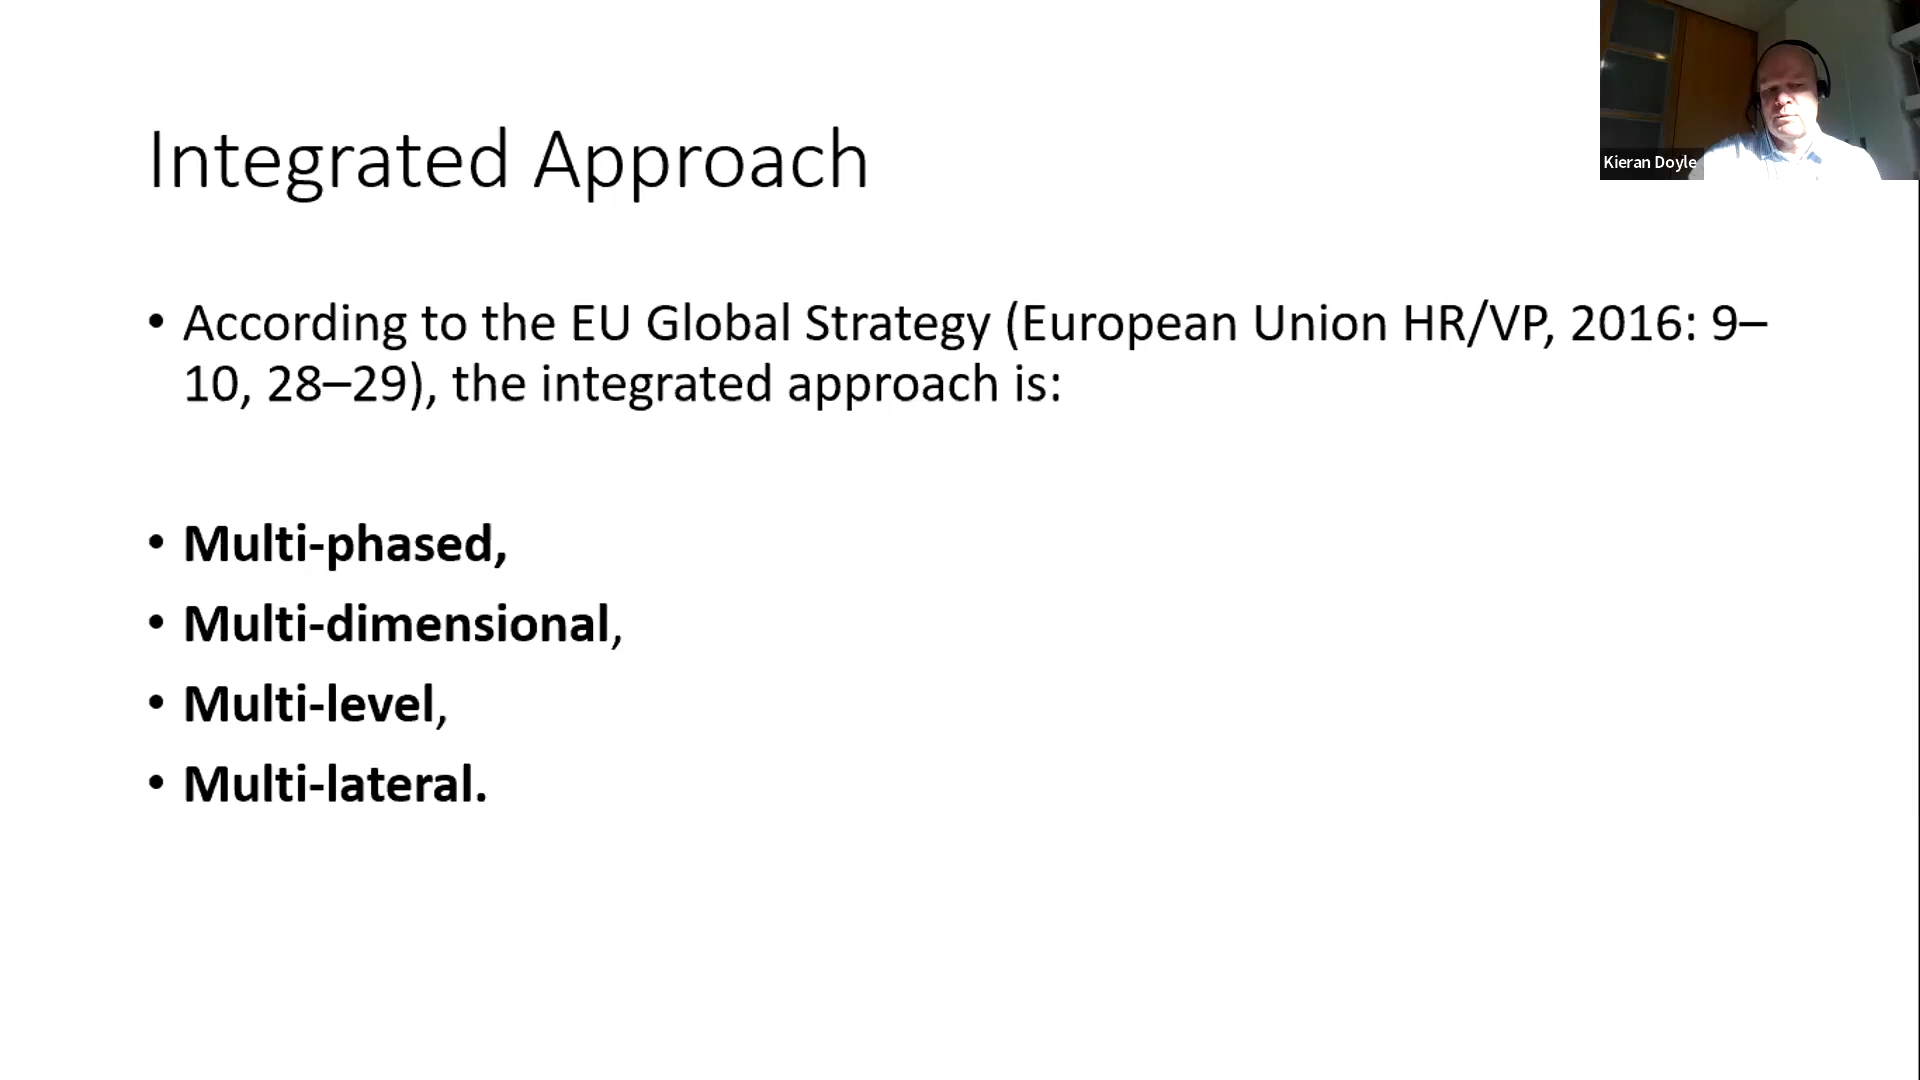 Integrated Approach
Kieran Doyle
• According to the EU Global Strategy (European Union HR/VP, 2016: 9–
10, 28–29), the integrated approach is:
• Multi-phased,
• Multi-dimensional,
• Multi-level,
• Multi-lateral.